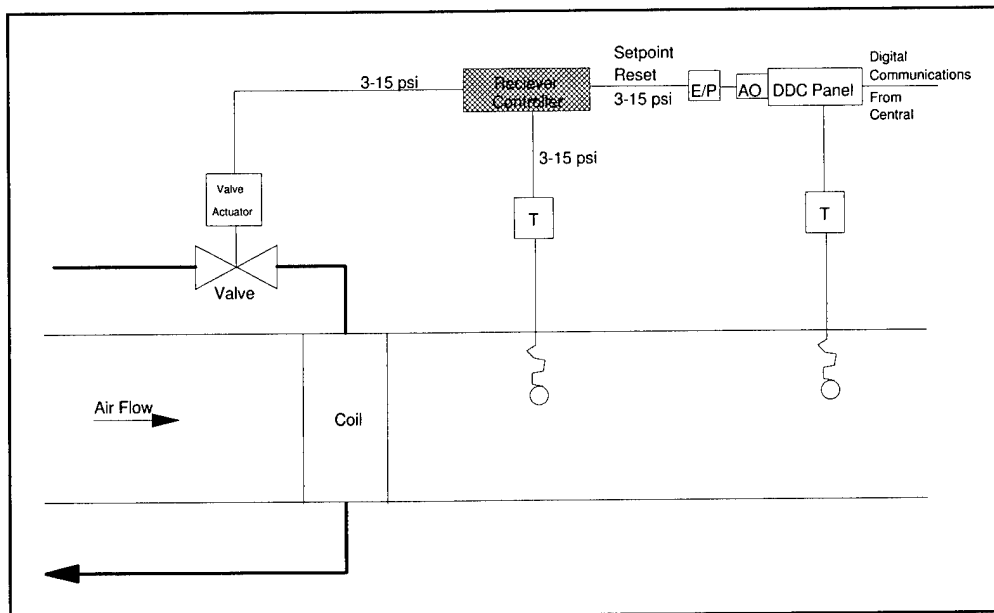 Setpoint
Reset
3-15 psi
3-15 psi
Reciever
Controller
E/P
AO
DDC Panel
Digital
Communications
From
Central
3-15 psi
Valve
Actuator
T
T
Valve
Air Flow
Coil